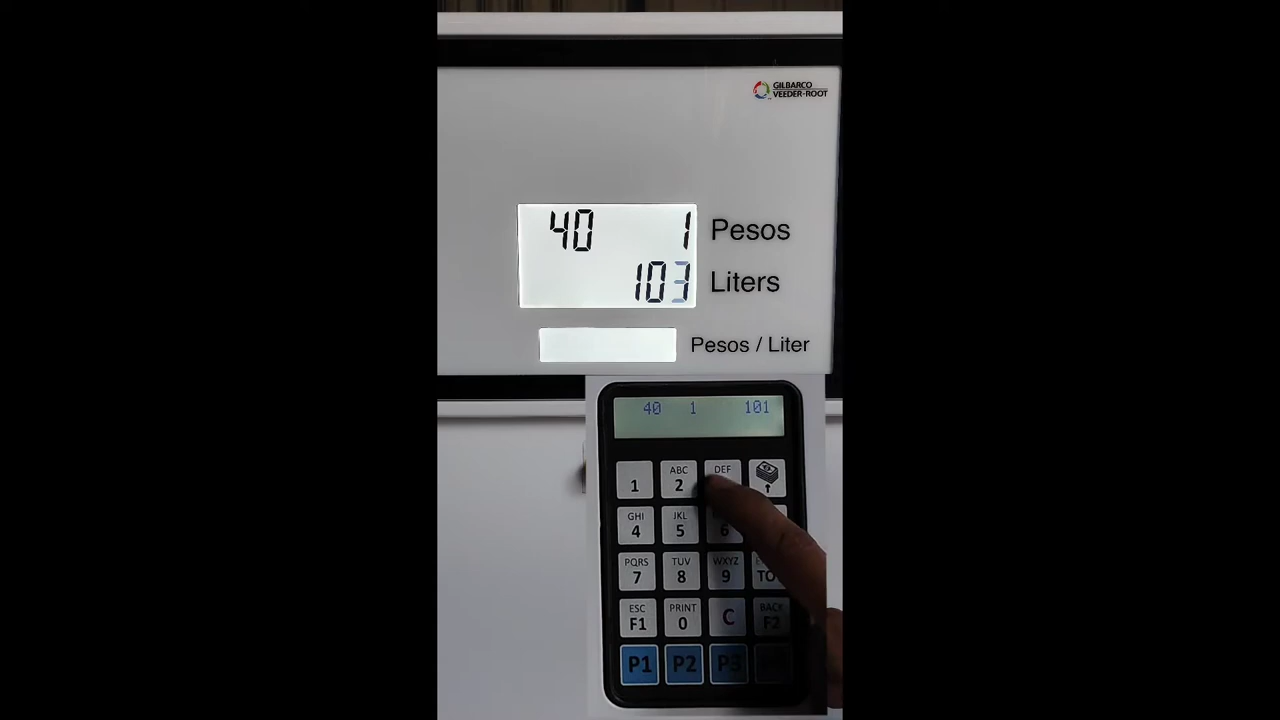 GILBARCO
VEEDER-ROOT
40 1 Pesos
103 Liters
Pesos / Liter
40 1 101
1 ABC 2 DEF
GHI 4 JKL 5 6
PQRS 7 TUV 8 WXYZ 9 TO
ESC F1 PRINT 0 C BACK F2
P1 P2 P3